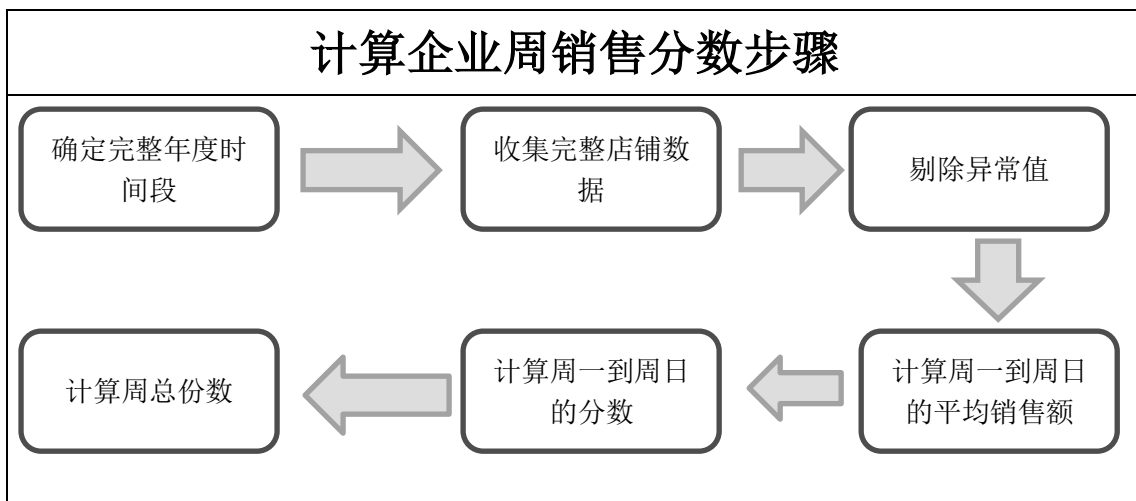 计算企业周销售分数步骤
确定完整年度时
间段
收集完整店铺数
据
剔除异常值
计算周一到周日
的平均销售额
计算周一到周日
的分数
计算周总份数